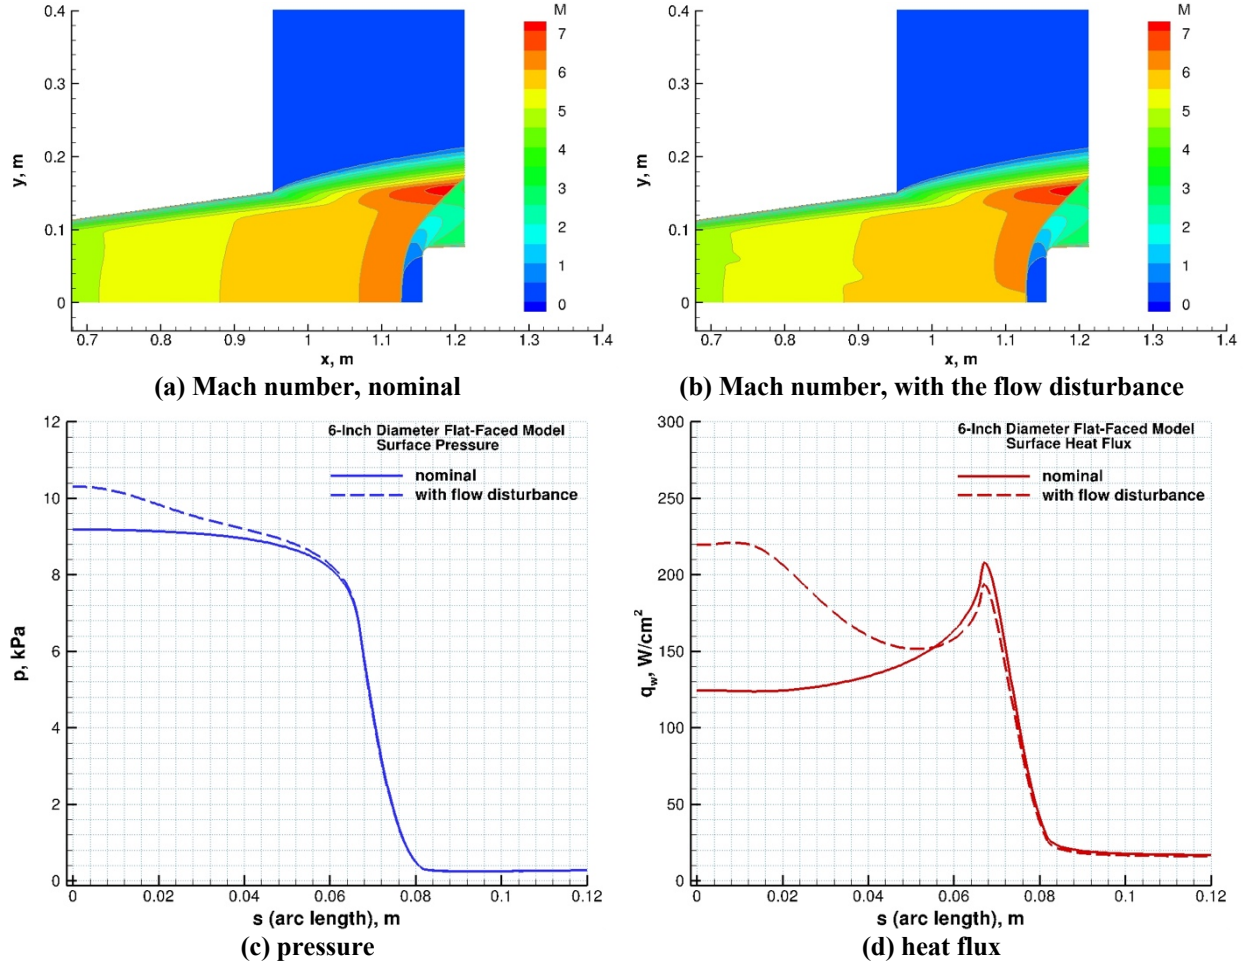 M
0.4
0.3
0.2
0.1
0
y, m
7
6
5
4
3
2
1
0
0.7 0.8 0.9 1 1.1 1.2 1.3 1.4
x, m
(a) Mach number, nominal
M
0.4
0.3
0.2
0.1
0
y, m
7
6
5
4
3
2
1
0
0.7 0.8 0.9 1 1.1 1.2 1.3 1.4
x, m
(b) Mach number, with the flow disturbance
12
10
8
6
4
2
0
p, kPa
6-Inch Diameter Flat-Faced Model
Surface Pressure
nominal
with flow disturbance
0 0.02 0.04 0.06 0.08 0.1 0.12
s (arc length), m
(c) pressure
300
250
200
150
100
50
0
q_w, W/cm²
6-Inch Diameter Flat-Faced Model
Surface Heat Flux
nominal
with flow disturbance
0 0.02 0.04 0.06 0.08 0.1 0.12
s (arc length), m
(d) heat flux